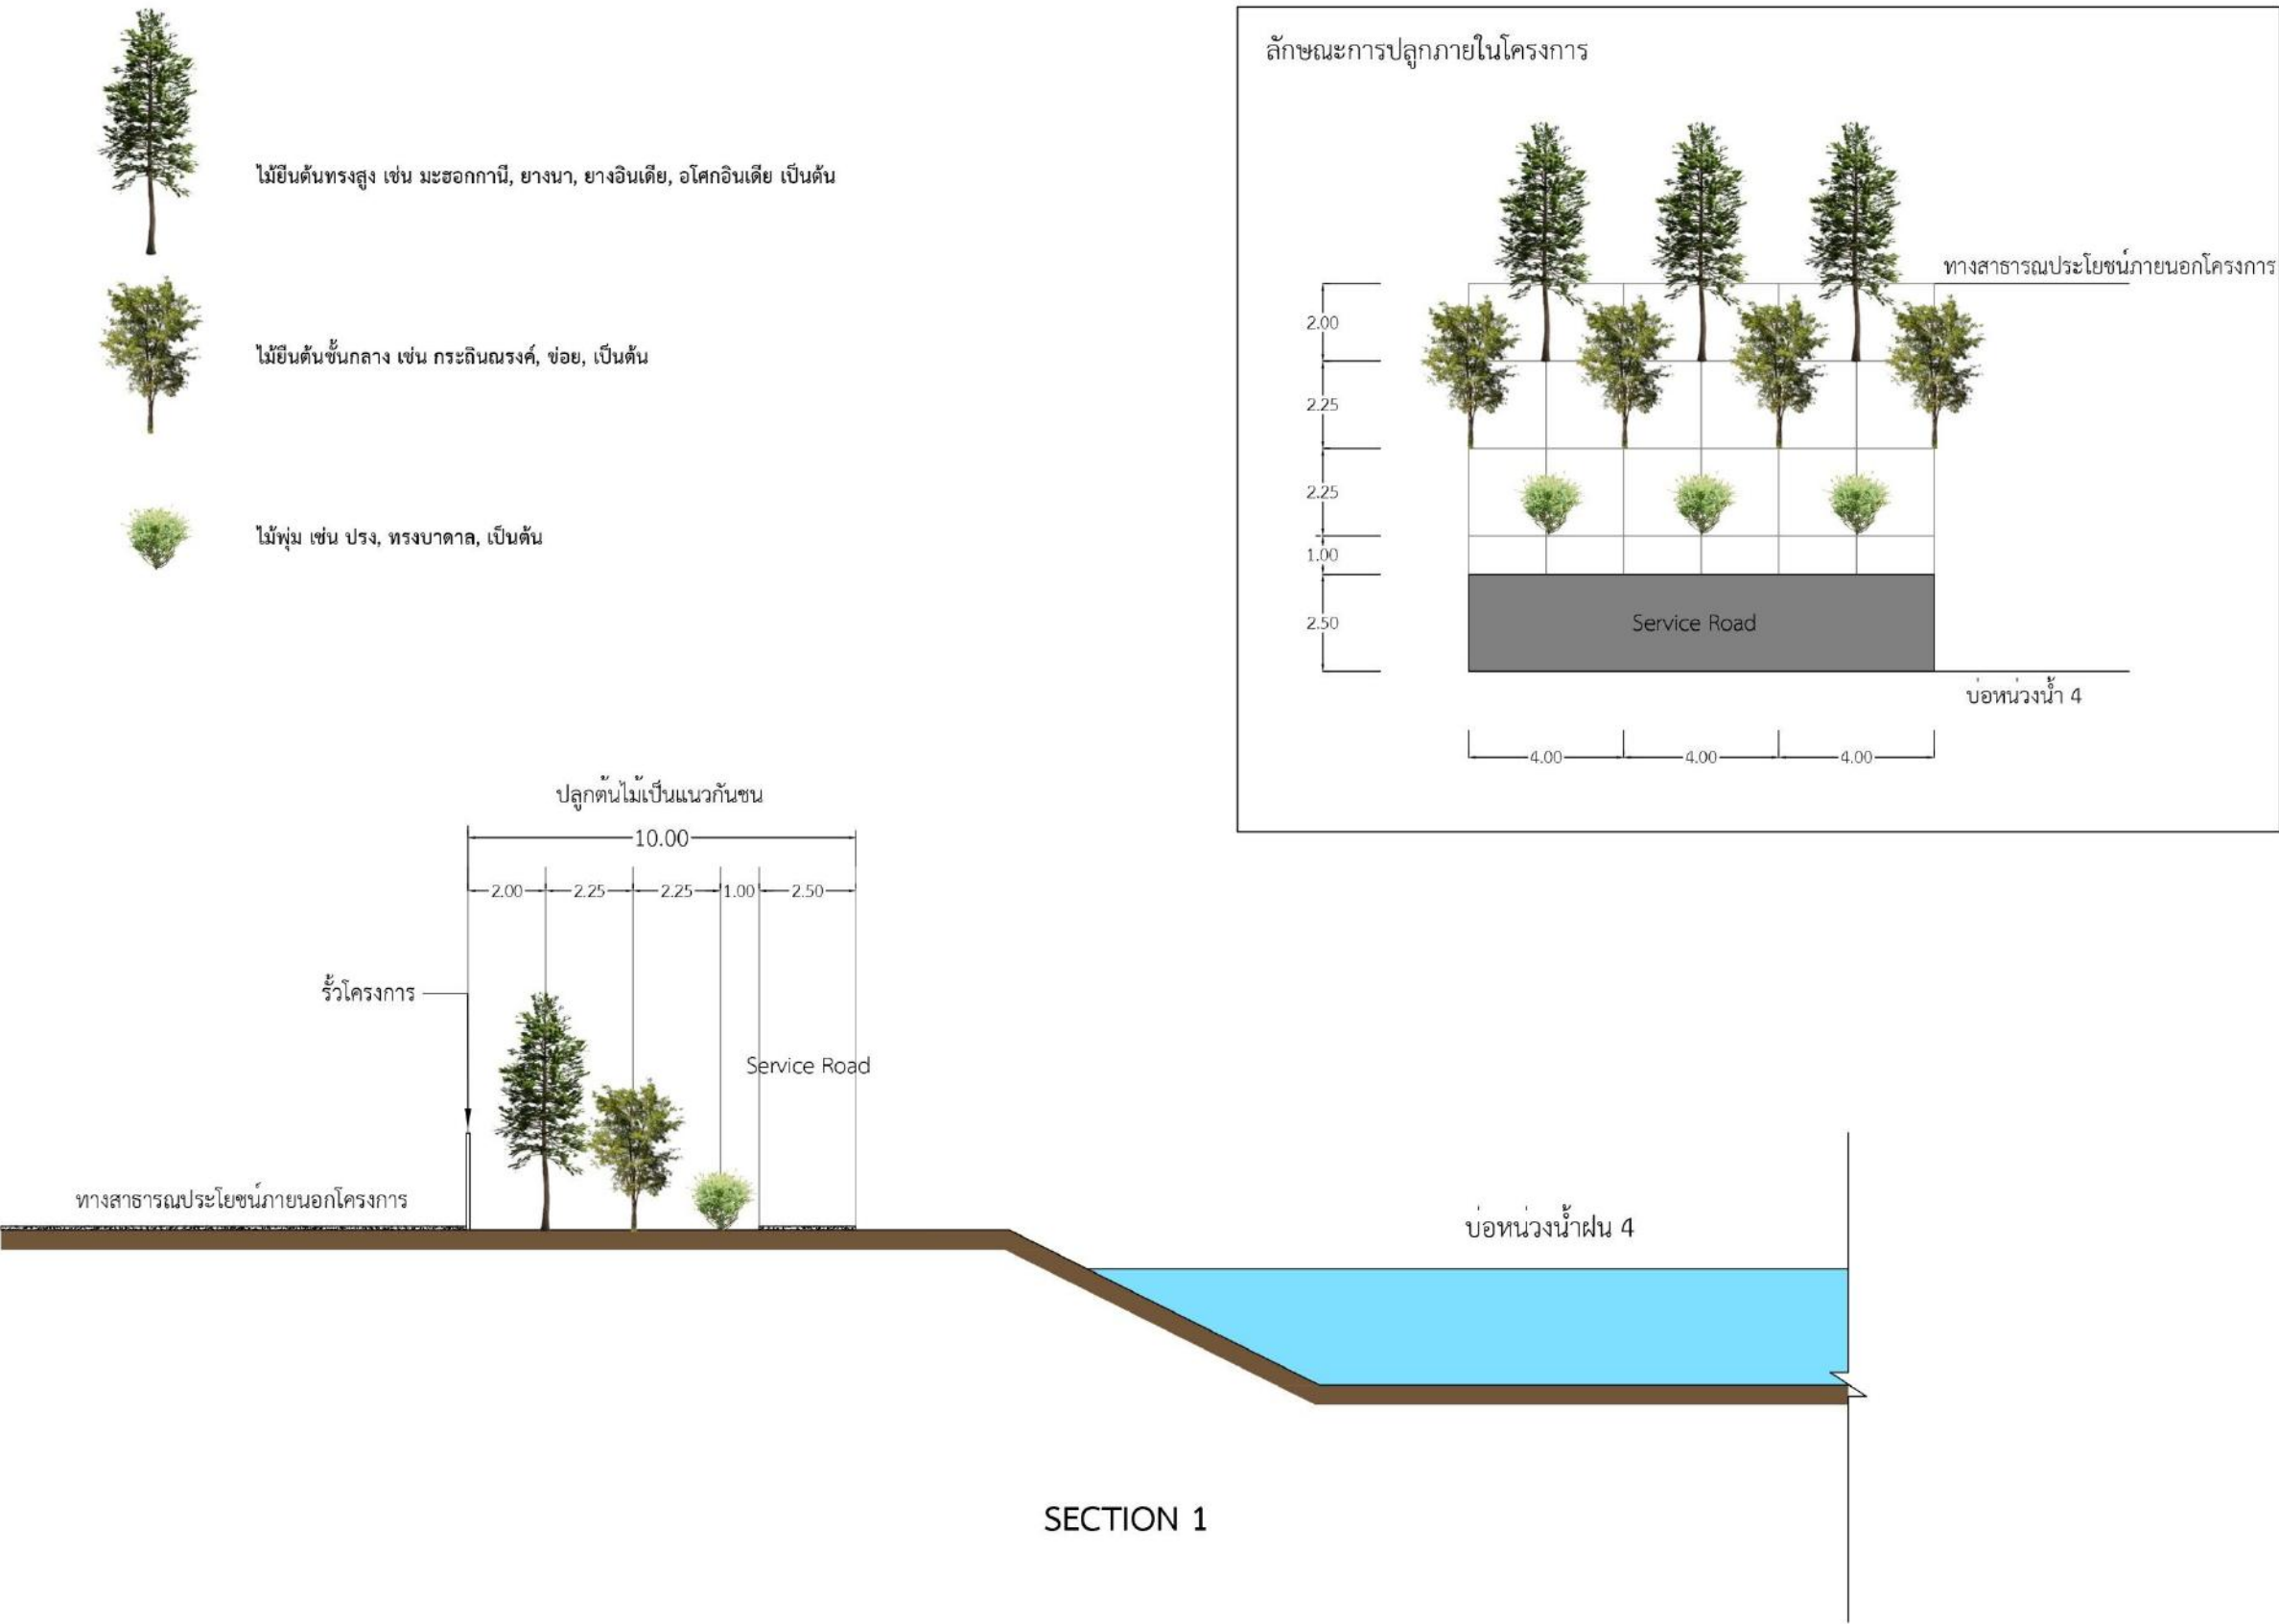 ไม้ยืนต้นทรงสูง เช่น มะฮอกกานี, ยางนา, ยางอินเดีย, อโศกอินเดีย เป็นต้น
ไม้ยืนต้นชั้นกลาง เช่น กระถินณรงค์, ข่อย, เป็นต้น
ไม้พุ่ม เช่น ปรง, ทรงบาดาล, เป็นต้น
ลักษณะการปลูกภายในโครงการ
ทางสาธารณประโยชน์ภายนอกโครงการ
2.00
2.25
2.25
1.00
2.50
Service Road
บ่อหน่วงน้ำ 4
4.00
4.00
4.00
ปลูกต้นไม้เป็นแนวกันชน
10.00
2.00
2.25
2.25
1.00
2.50
รั้วโครงการ
Service Road
ทางสาธารณประโยชน์ภายนอกโครงการ
บ่อหน่วงน้ำฝน 4
SECTION 1